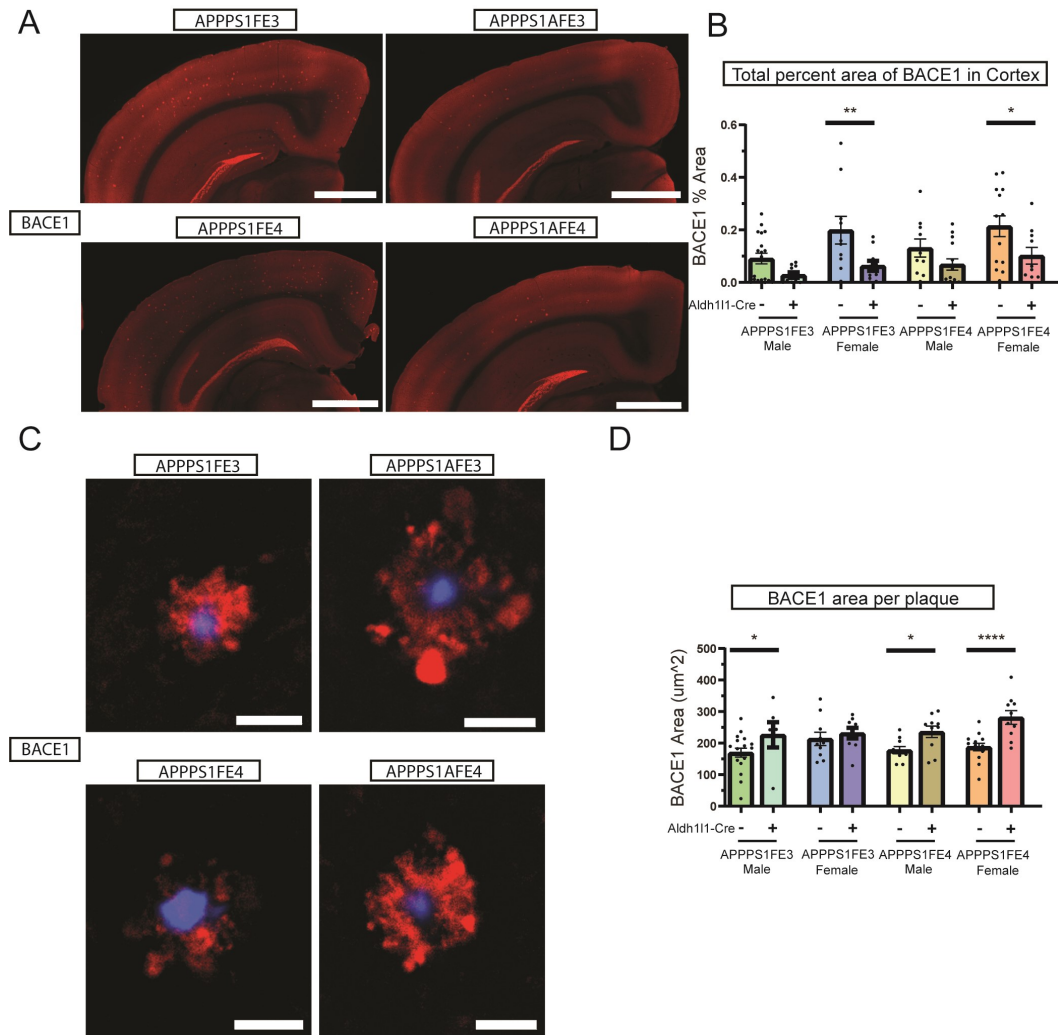 A
APPPS1FE3
APPPS1AFE3
BACE1
APPPS1FE4
APPPS1AFE4
B
Total percent area of BACE1 in Cortex
**
*
0.6
0.4
0.2
0.0
BACE1 % Area
Aldh1l1-Cre
- + - + - + - +
APPPS1FE3 APPPS1FE3 APPPS1FE4 APPPS1FE4
Male Female Male Female
C
APPPS1FE3
APPPS1AFE3
BACE1
APPPS1FE4
APPPS1AFE4
D
BACE1 area per plaque
* * ****
500
400
300
200
100
0
BACE1 Area (um^2)
Aldh1l1-Cre
- + - + - + - +
APPPS1FE3 APPPS1FE3 APPPS1FE4 APPPS1FE4
Male Female Male Female